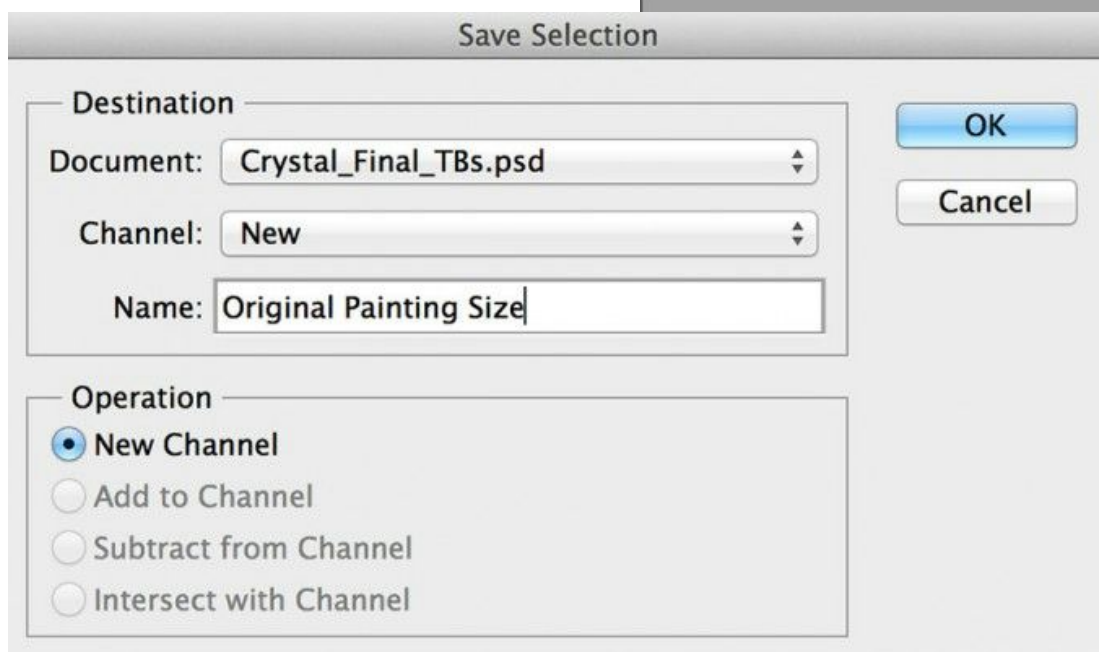 Save Selection
Destination
Document: Crystal_Final_TBs.psd
Channel: New
Name: Original Painting Size
OK
Cancel
Operation
New Channel
Add to Channel
Subtract from Channel
Intersect with Channel